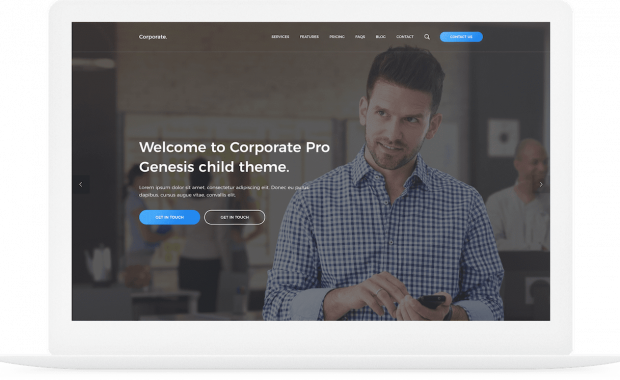 Corporate.
SERVICES FEATURES PRICING FAQS BLOG CONTACT CONTACT US
Welcome to Corporate Pro
Genesis child theme.
Lorem ipsum dolor sit amet, consectetur adipiscing elit. Donec eu purus
dapibus, cursus augue vitae, convallis elit.
GET IN TOUCH GET IN TOUCH